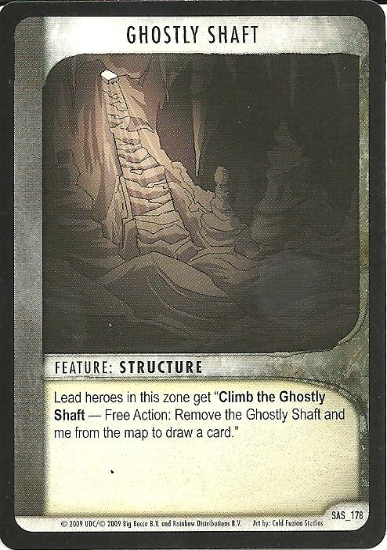 GHOSTLY SHAFT
FEATURE: STRUCTURE
Lead heroes in this zone get "Climb the Ghostly
Shaft — Free Action: Remove the Ghostly Shaft and
me from the map to draw a card."
SAS_178
© 2009 UDC/© 2009 Big Bocca B.V. and Rainbow Distributions B.V. Art by: Cold Fuzion Studios